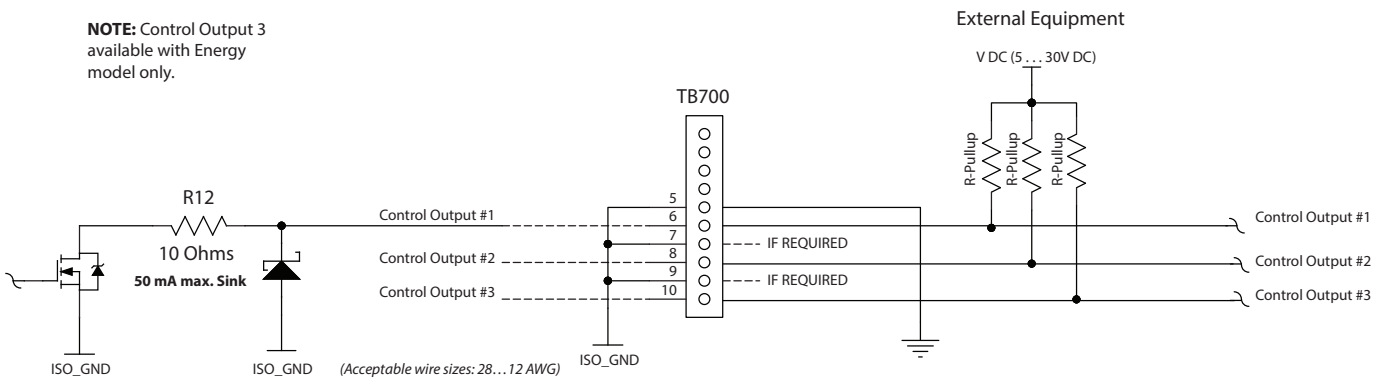 NOTE: Control Output 3
available with Energy
model only.
External Equipment
V DC (5 . . . 30V DC)
TB700
R-Pullup
R-Pullup
R-Pullup
R12
10 Ohms
50 mA max. Sink
Control Output #1
Control Output #2
Control Output #3
5
6
7
8
9
10
IF REQUIRED
IF REQUIRED
Control Output #1
Control Output #2
Control Output #3
ISO_GND
ISO_GND
(Acceptable wire sizes: 28…12 AWG)
ISO_GND